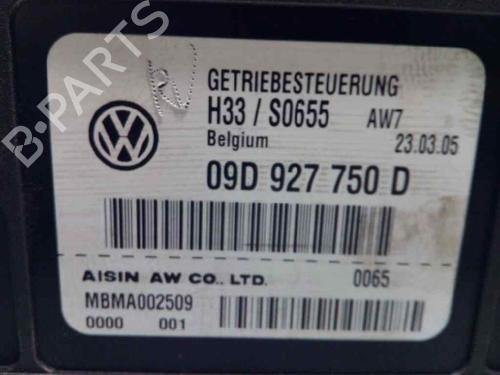 GETRIEBESTEUERUNG
H33 / S0655 AW7
Belgium 23.03.05
09D 927 750 D
AISIN AW CO., LTD. 0065
MBMA002509
0000 001